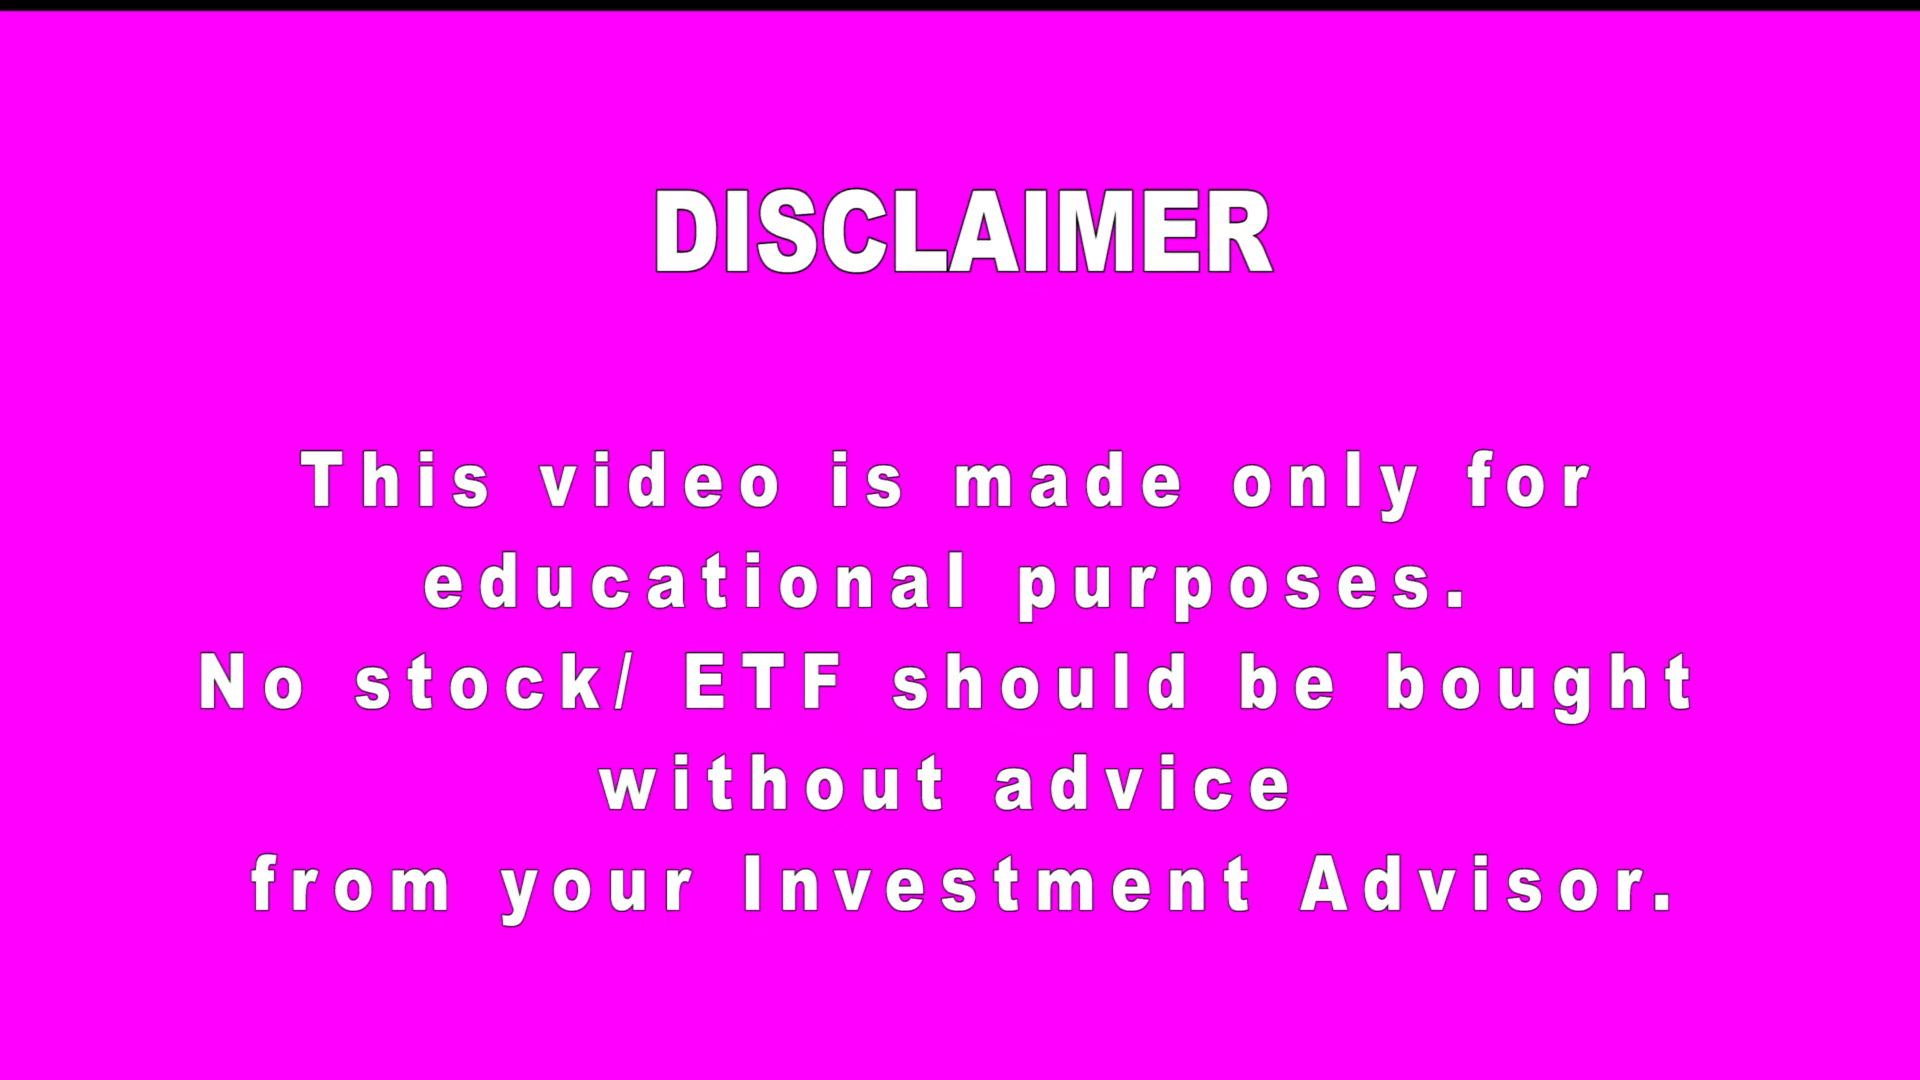 DISCLAIMER
This video is made only for
educational purposes.
No stock/ ETF should be bought
without advice
from your Investment Advisor.